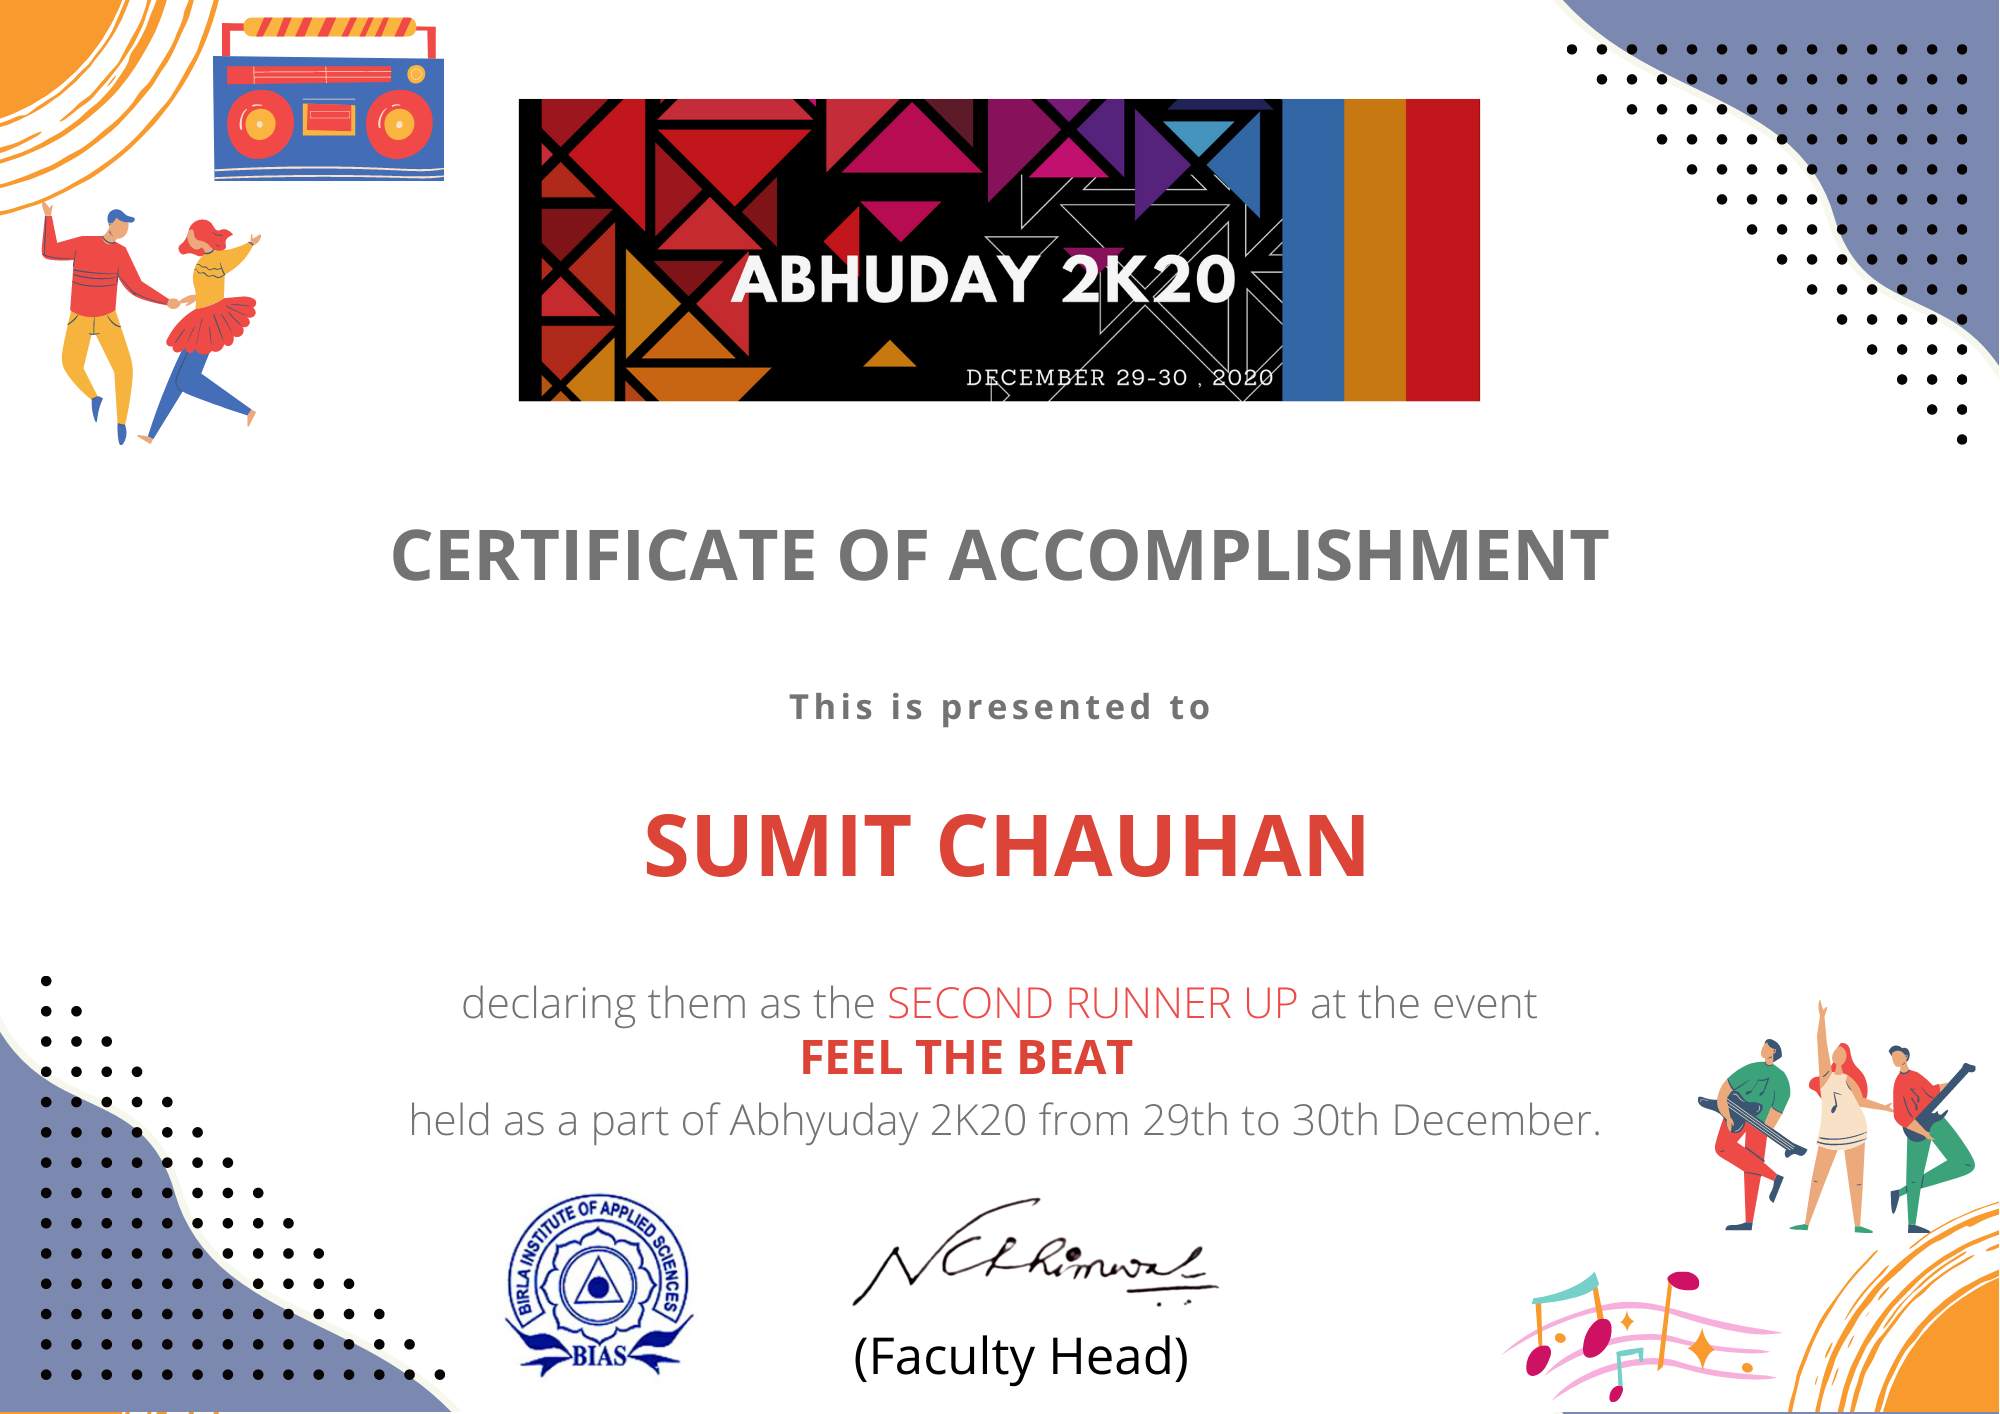 ABHUDAY 2K20
DECEMBER 29-30 , 2020
CERTIFICATE OF ACCOMPLISHMENT
This is presented to
SUMIT CHAUHAN
declaring them as the SECOND RUNNER UP at the event
FEEL THE BEAT
held as a part of Abhyuday 2K20 from 29th to 30th December.
BIRLA INSTITUTE OF APPLIED SCIENCES
BIAS
(Faculty Head)